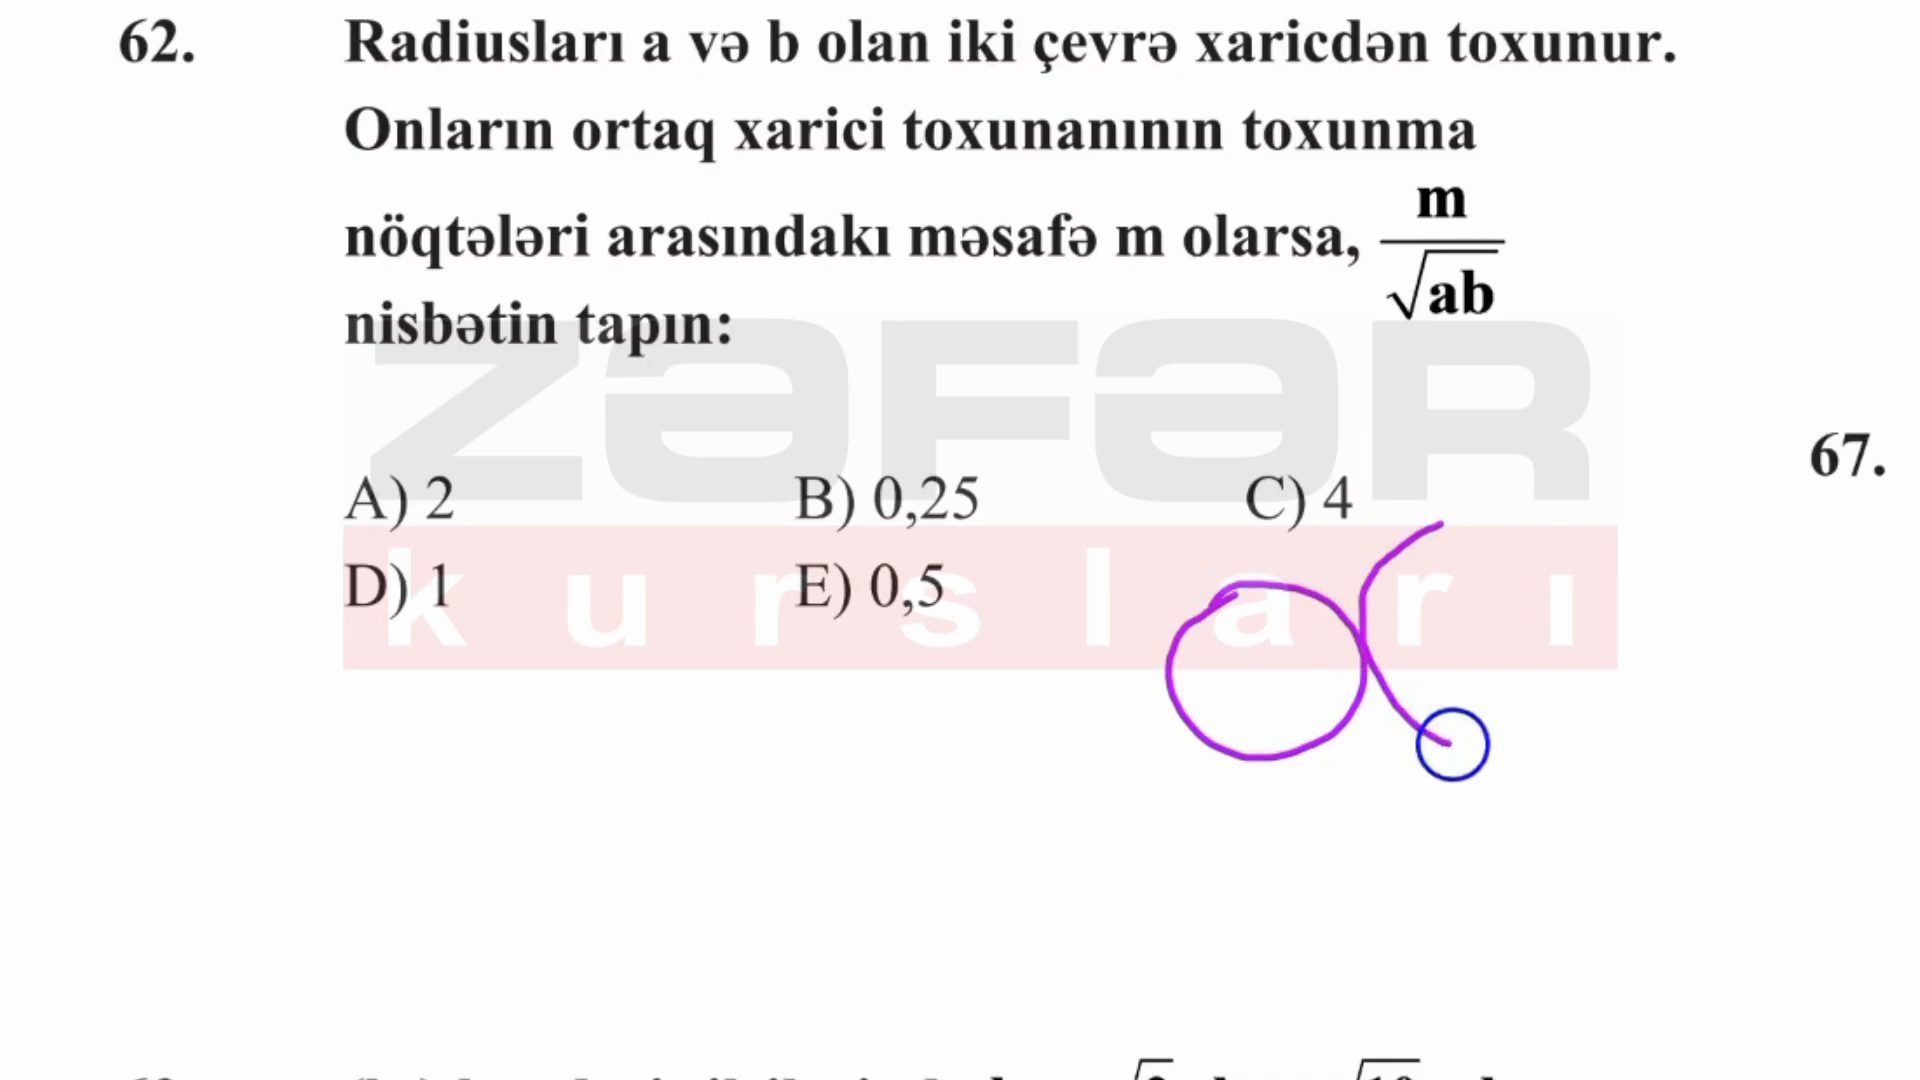 62. Radiusları a və b olan iki çevrə xaricdən toxunur.
Onların ortaq xarici toxunanının toxunma
nöqtələri arasındakı məsafə m olarsa, m/√ab
nisbətin tapın:
ZƏFƏR
67.
A) 2 B) 0,25 C) 4
D) 1 E) 0,5
kursları